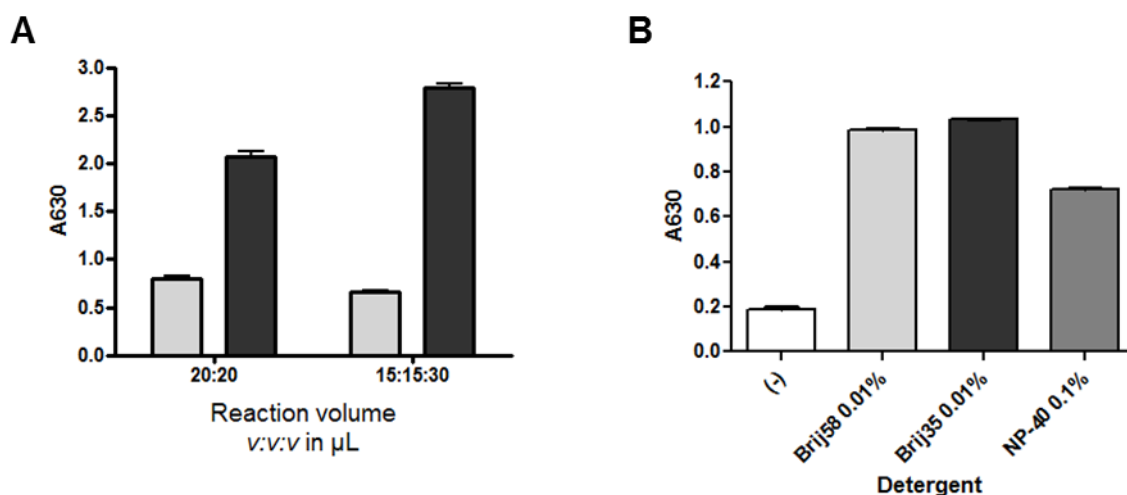 A
3.0
2.5
2.0
1.5
1.0
0.5
0.0
A630
20:20
15:15:30
Reaction volume
v:v:v in µL
B
1.2
1.0
0.8
0.6
0.4
0.2
0.0
A630
(-)
Brij58 0.01%
Brij35 0.01%
NP-40 0.1%
Detergent